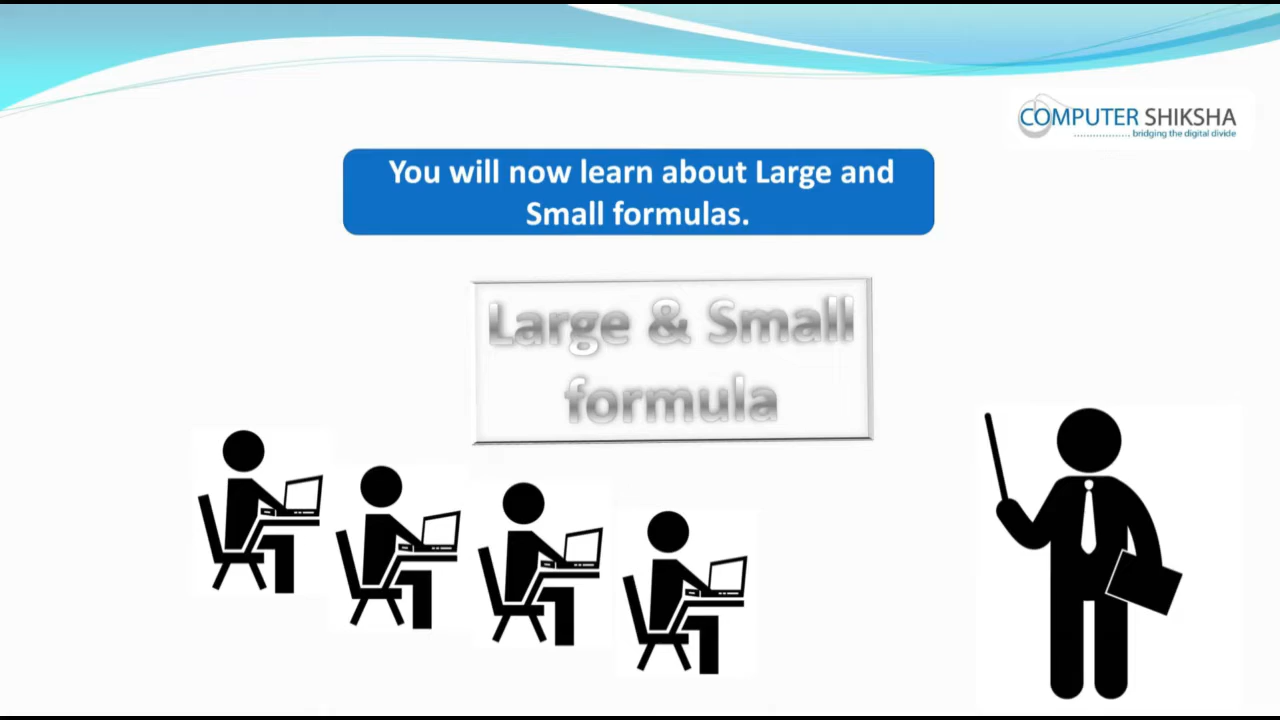 COMPUTER SHIKSHA
bridging the digital divide
You will now learn about Large and
Small formulas.
Large & Small
formula